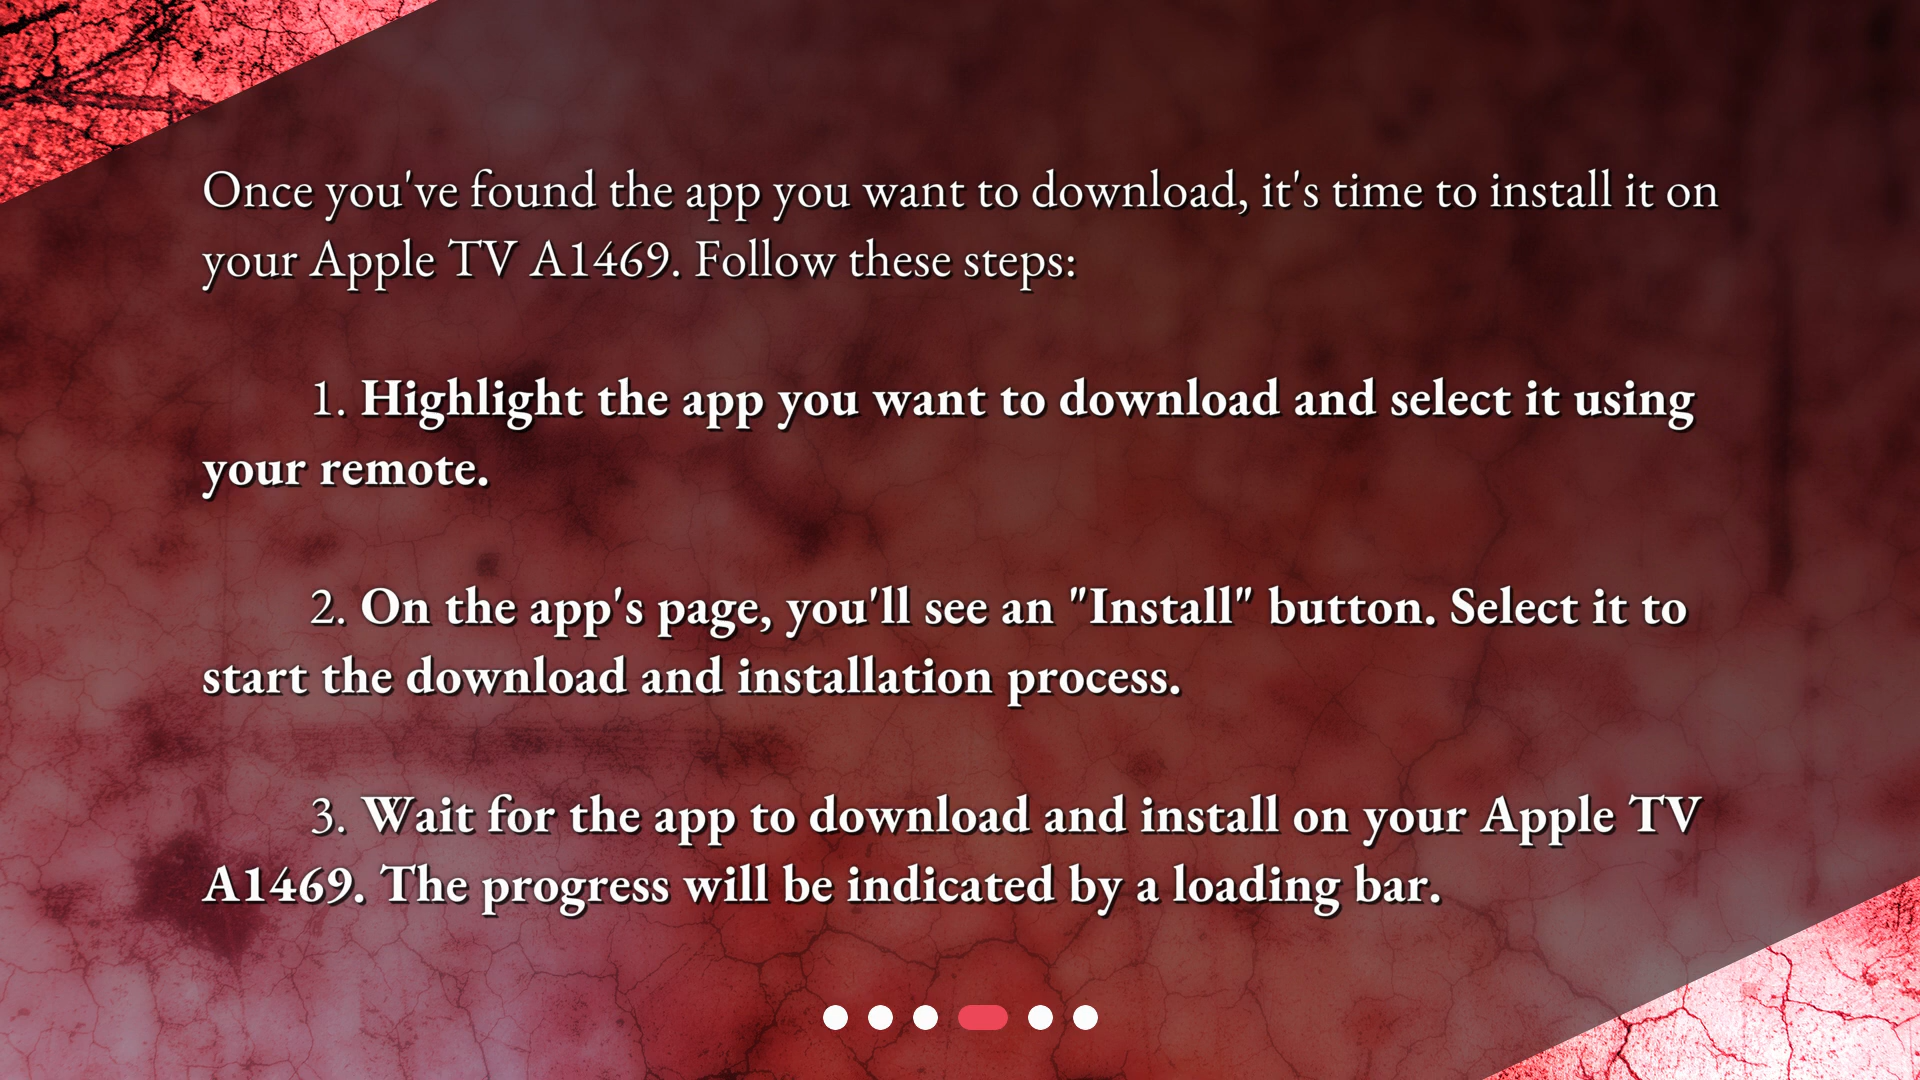 Once you've found the app you want to download, it's time to install it on
your Apple TV A1469. Follow these steps:
1. Highlight the app you want to download and select it using
your remote.
2. On the app's page, you'll see an "Install" button. Select it to
start the download and installation process.
3. Wait for the app to download and install on your Apple TV
A1469. The progress will be indicated by a loading bar.